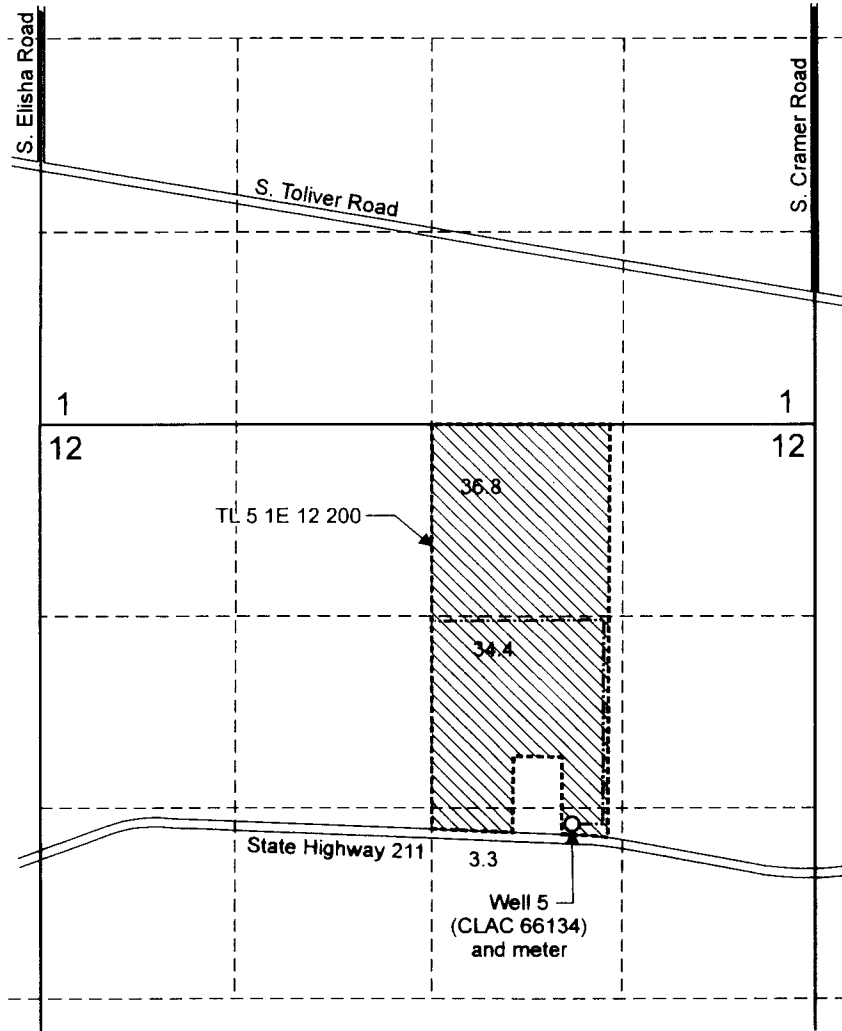 S. Elisha Road
S. Cramer Road
S. Toliver Road
1
1
12
12
36.8
TL 5 1E 12 200
34.4
State Highway 211
3.3
Well 5
(CLAC 66134)
and meter